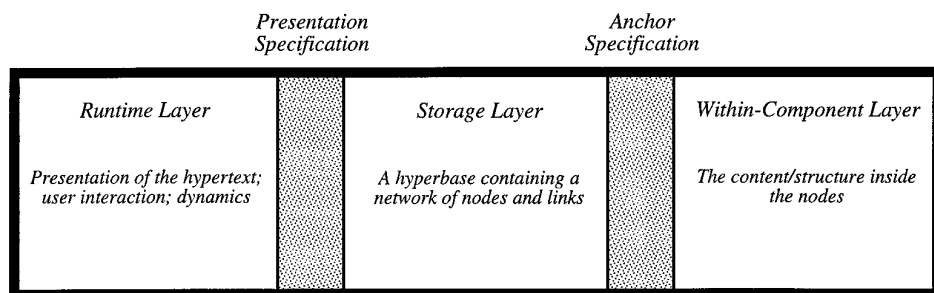 Presentation
Specification
Anchor
Specification
Runtime Layer
Presentation of the hypertext;
user interaction; dynamics
Storage Layer
A hyperbase containing a
network of nodes and links
Within-Component Layer
The content/structure inside
the nodes